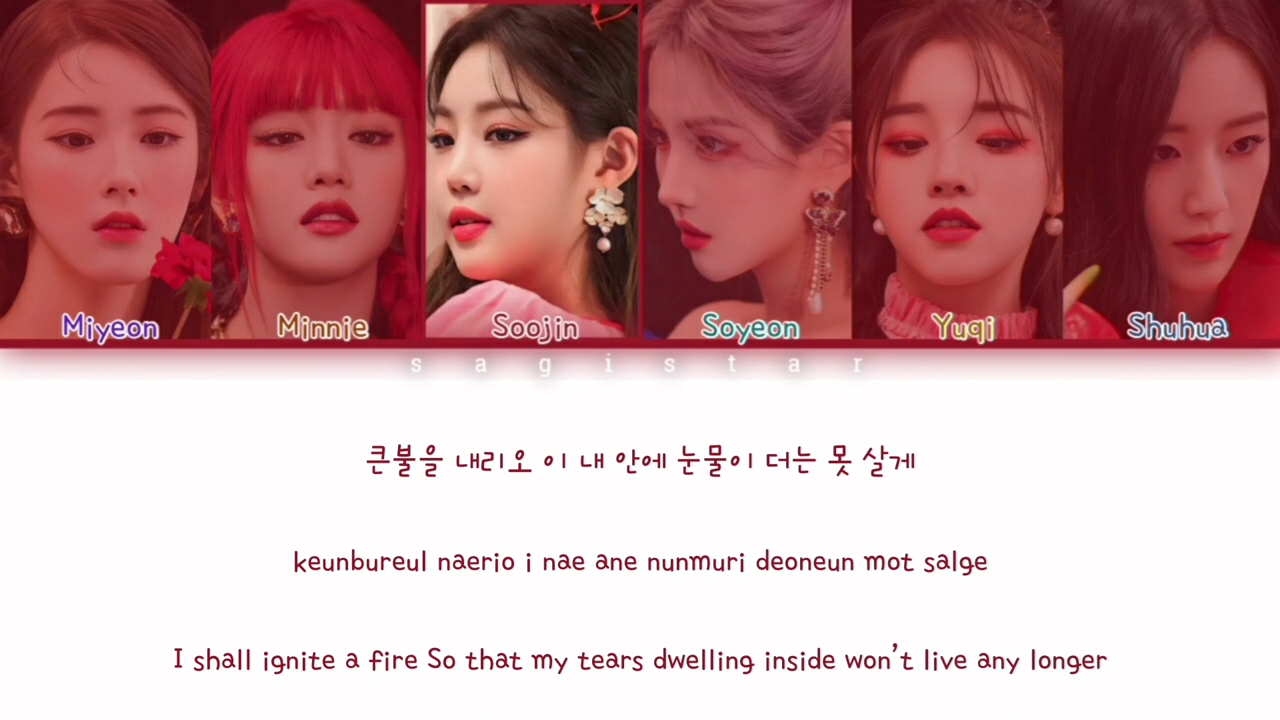 Miyeon Minnie Soojin Soyeon Yuqi Shuhua
s a g i s t a r
큰불을 내리오 이 내 안에 눈물이 더는 못 살게
keunbureul naerio i nae ane nunmuri deoneun mot salge
I shall ignite a fire So that my tears dwelling inside won't live any longer